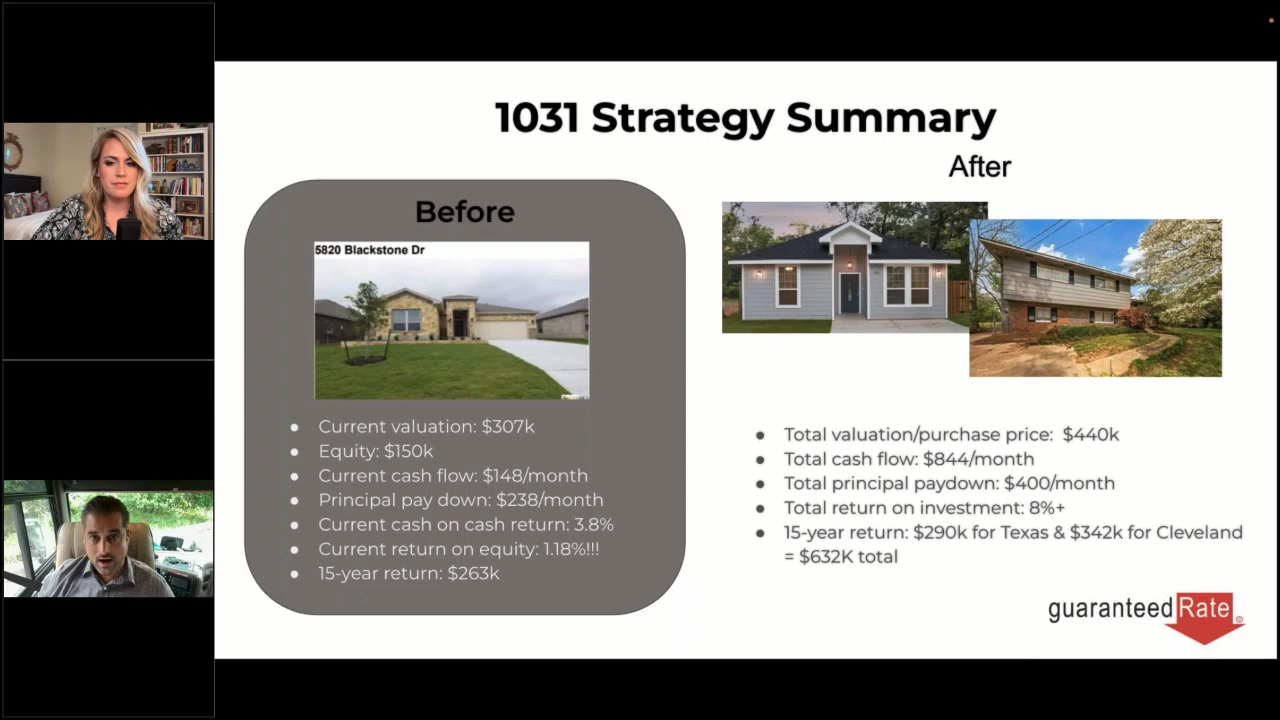 1031 Strategy Summary
After
Before
5820 Blackstone Dr
● Current valuation: $307k
● Equity: $150k
● Current cash flow: $148/month
● Principal pay down: $238/month
● Current cash on cash return: 3.8%
● Current return on equity: 1.18%!!!
● 15-year return: $263k
● Total valuation/purchase price: $440k
● Total cash flow: $844/month
● Total principal paydown: $400/month
● Total return on investment: 8%+
● 15-year return: $290k for Texas & $342k for Cleveland
= $632K total
guaranteed Rate